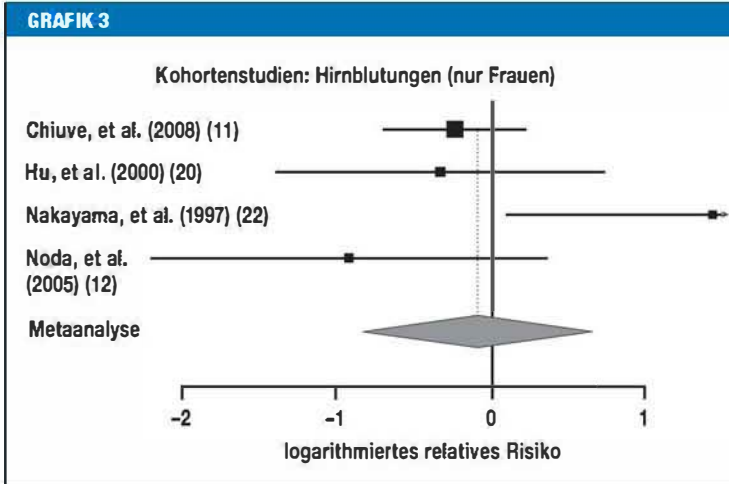 GRAFIK 3
Kohortenstudien: Hirnblutungen (nur Frauen)
Chiuve, et al. (2008) (11)
Hu, et al. (2000) (20)
Nakayama, et al. (1997) (22)
Noda, et al.
(2005) (12)
Metaanalyse
–2 –1 0 1
logarithmiertes relatives Risiko